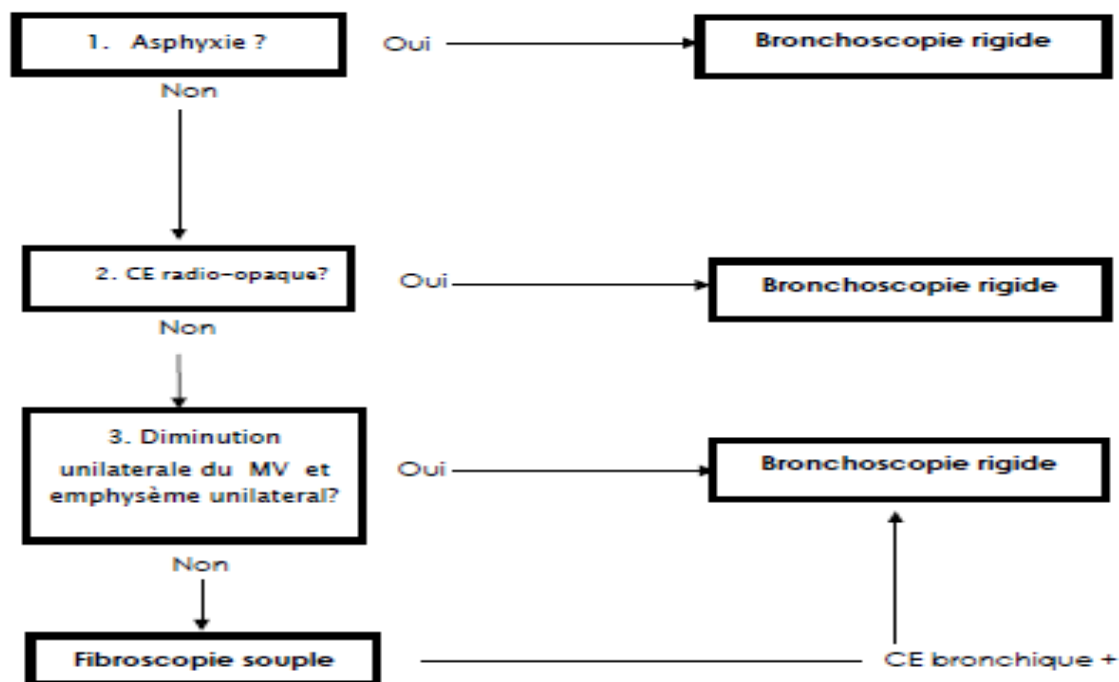 1. Asphyxie ?
Oui
Bronchoscopie rigide
Non
2. CE radio-opaque?
Oui
Bronchoscopie rigide
Non
3. Diminution
unilaterale du MV et
emphysème unilateral?
Oui
Bronchoscopie rigide
Non
Fibroscopie souple
CE bronchique +